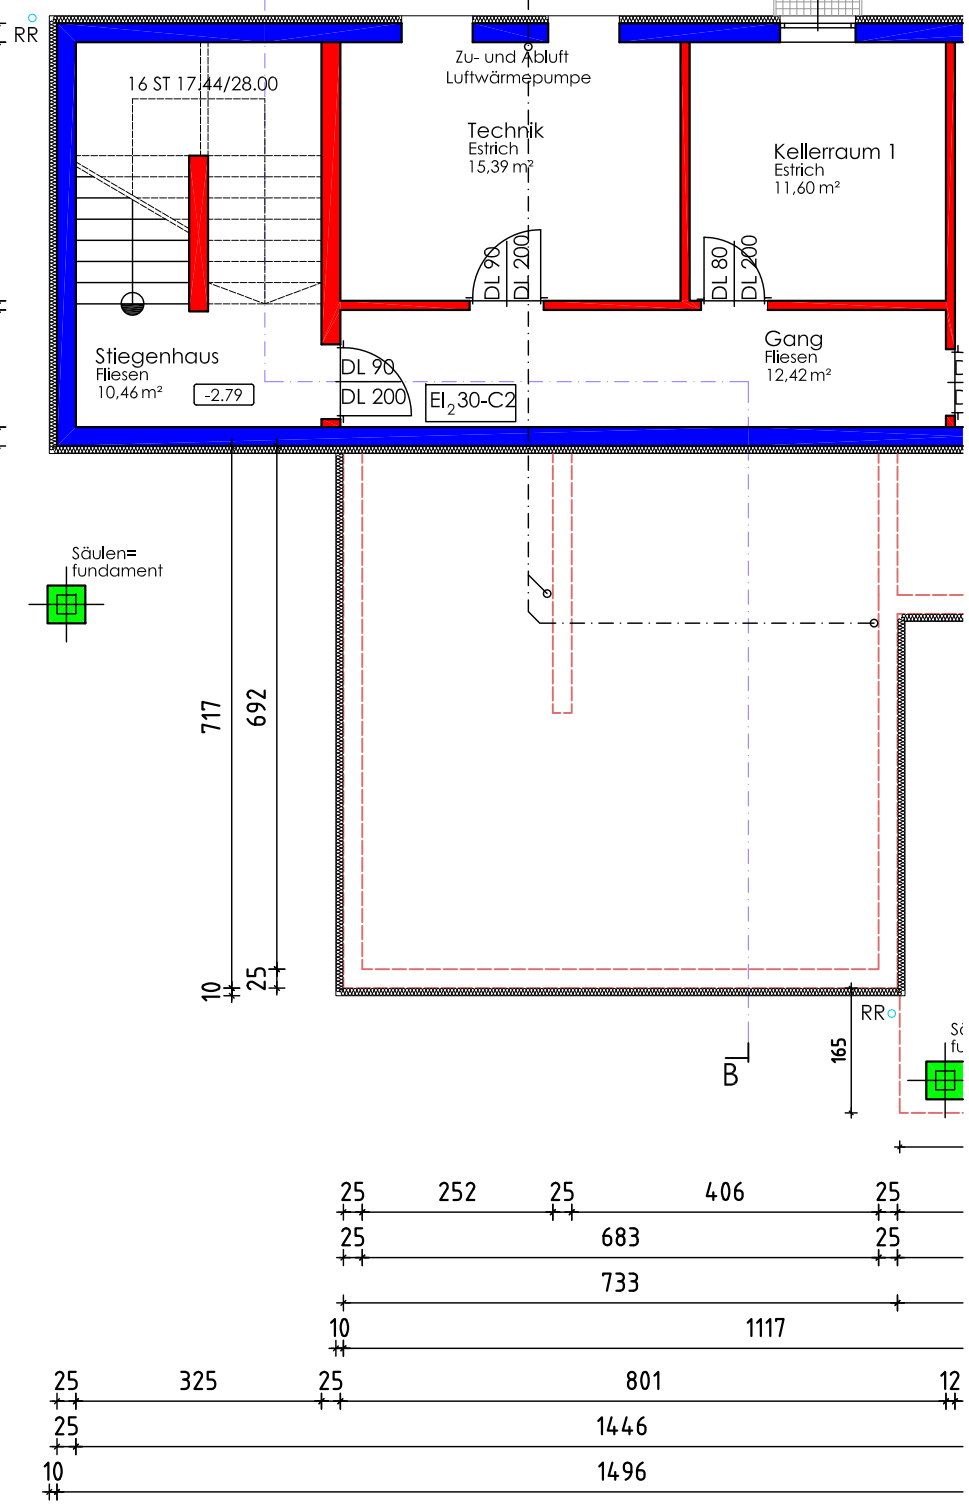 RR
16 ST 17.44/28.00
Zu- und Abluft
Luftwärmepumpe
Technik
Estrich
15,39 m²
Kellerraum 1
Estrich
11,60 m²
DL 90
DL 200
DL 80
DL 200
Stiegenhaus
Fliesen
10,46 m²
-2.79
DL 90
DL 200
EI₂30-C2
Gang
Fliesen
12,42 m²
Säulen=
fundament
717
692
10
25
RR
165
B
25 252 25 406 25
25 683 25
733
10 1117
25 325 25 801 12
25 1446
10 1496